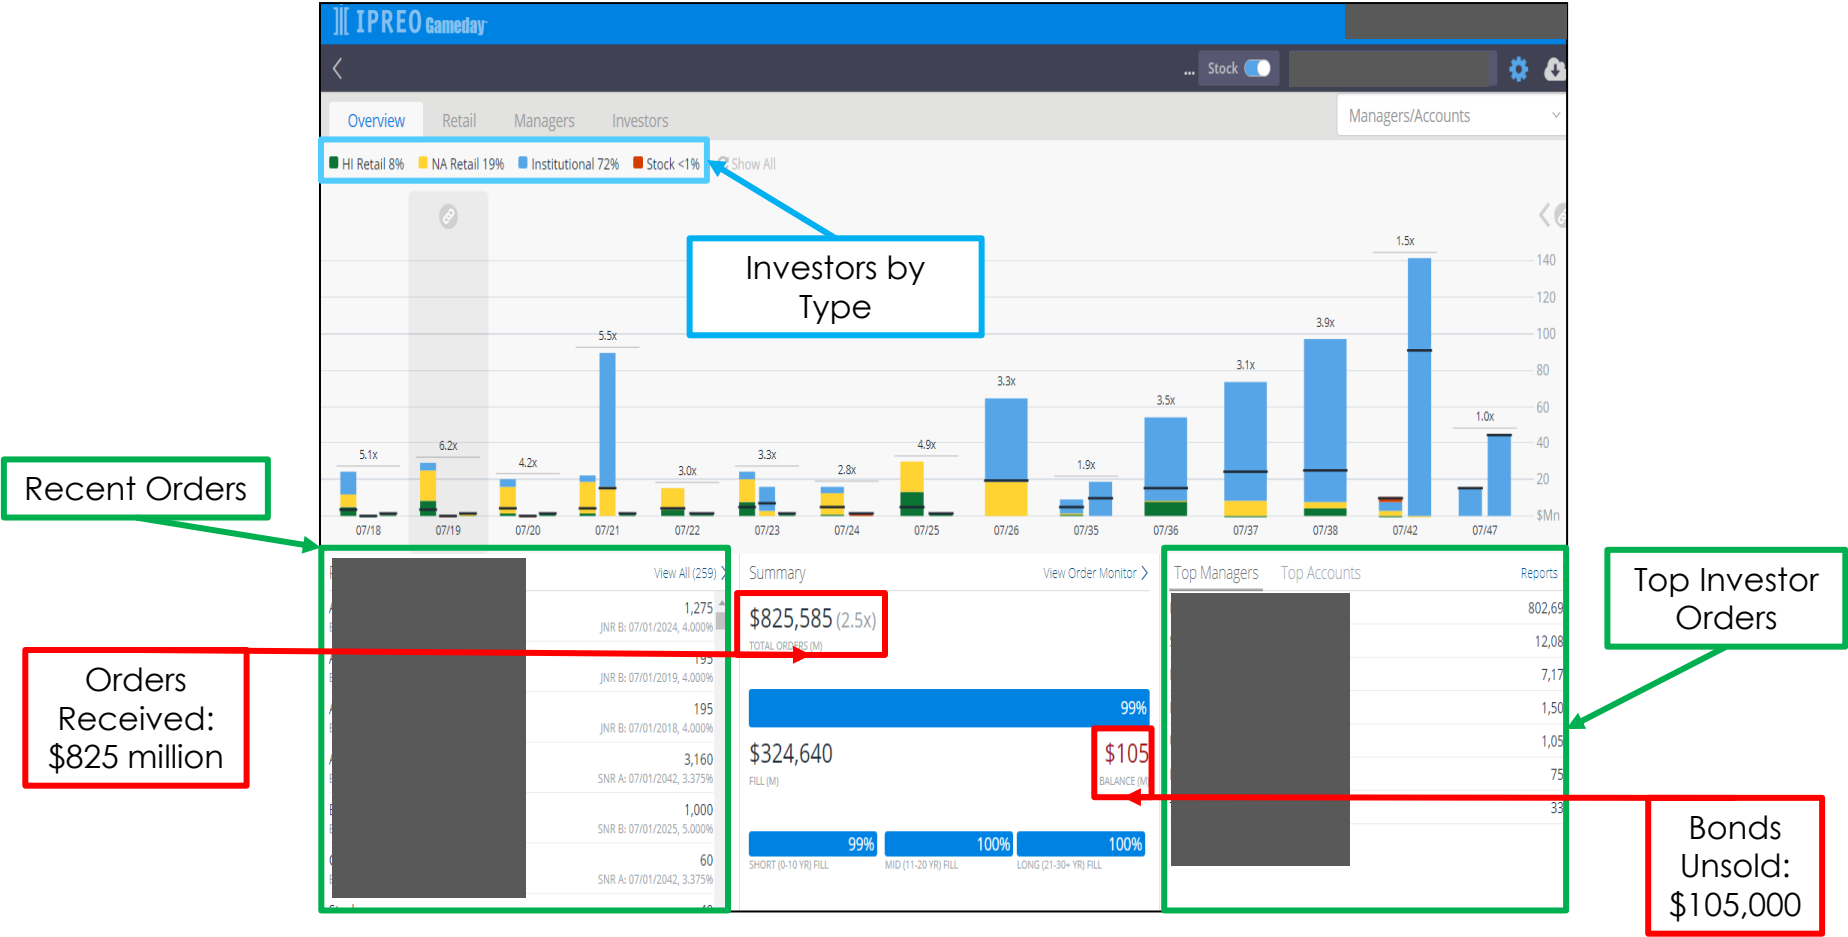 IPREO Gameday
... Stock
Overview Retail Managers Investors
Managers/Accounts
HI Retail 8% NA Retail 19% Institutional 72% Stock <1% Show All
Investors by
Type
5.1x 6.2x 4.2x 5.5x 3.0x 3.3x 2.8x 4.9x 3.3x 1.9x 3.5x 3.1x 3.9x 1.5x 1.0x
140
120
100
80
60
40
20
$Mn
07/18 07/19 07/20 07/21 07/22 07/23 07/24 07/25 07/26 07/35 07/36 07/37 07/38 07/42 07/47
Recent Orders
View All (259)
1,275
JNR B: 07/01/2024, 4.000%
195
JNR B: 07/01/2019, 4.000%
195
JNR B: 07/01/2018, 4.000%
3,160
SNR A: 07/01/2042, 3.375%
1,000
SNR B: 07/01/2025, 5.000%
60
SNR A: 07/01/2042, 3.375%
Orders
Received:
$825 million
Summary View Order Monitor
$825,585 (2.5x)
TOTAL ORDERS (M)
99%
$324,640 $105
FILL (M) BALANCE (M)
99% 100% 100%
SHORT (0-10 YR) FILL MID (11-20 YR) FILL LONG (21-30+ YR) FILL
Top Managers Top Accounts Reports
802,69
12,08
7,17
1,50
1,05
75
33
Top Investor
Orders
Bonds
Unsold:
$105,000